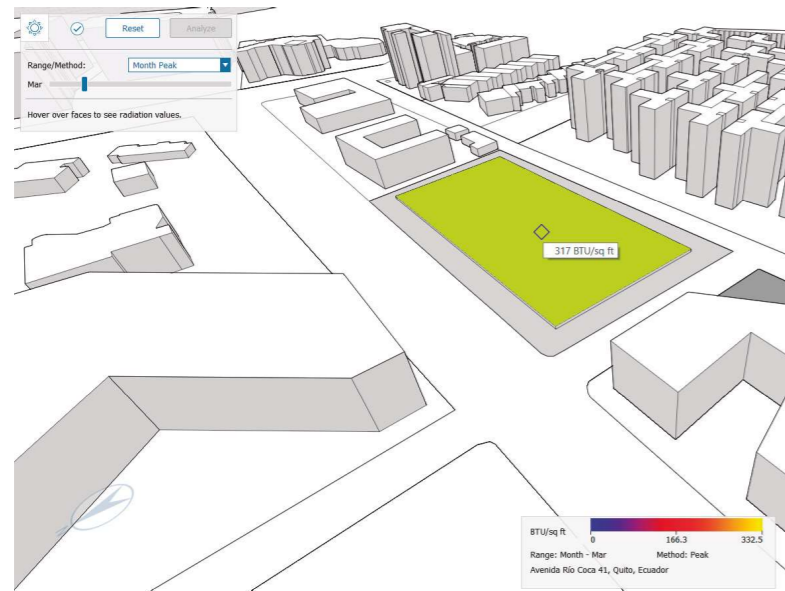 Reset Analyze
Range/Method: Month Peak
Mar
Hover over faces to see radiation values.
317 BTU/sq ft
BTU/sq ft
0 166.3 332.5
Range: Month - Mar Method: Peak
Avenida Río Coca 41, Quito, Ecuador